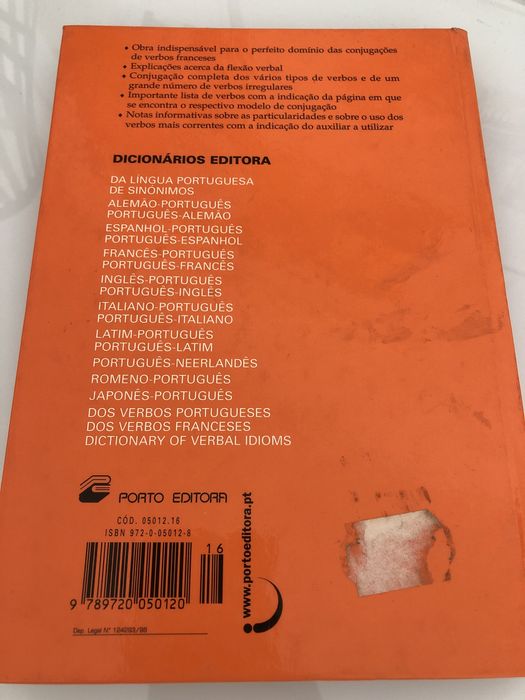 • Obra indispensável para o perfeito domínio das conjugações
de verbos franceses
• Explicações acerca da flexão verbal
• Conjugação completa dos vários tipos de verbos e de um
grande número de verbos irregulares
• Importante lista de verbos com a indicação da página em que
se encontra o respectivo modelo de conjugação
• Notas informativas sobre as particularidades e sobre o uso dos
verbos mais correntes com a indicação do auxiliar a utilizar
DICIONÁRIOS EDITORA
DA LÍNGUA PORTUGUESA
DE SINÓNIMOS
ALEMÃO-PORTUGUÊS
PORTUGUÊS-ALEMÃO
ESPANHOL-PORTUGUÊS
PORTUGUÊS-ESPANHOL
FRANCÊS-PORTUGUÊS
PORTUGUÊS-FRANCÊS
INGLÊS-PORTUGUÊS
PORTUGUÊS-INGLÊS
ITALIANO-PORTUGUÊS
PORTUGUÊS-ITALIANO
LATIM-PORTUGUÊS
PORTUGUÊS-LATIM
PORTUGUÊS-NEERLANDÊS
ROMENO-PORTUGUÊS
JAPONÊS-PORTUGUÊS
DOS VERBOS PORTUGUESES
DOS VERBOS FRANCESES
DICTIONARY OF VERBAL IDIOMS
PORTO EDITORA
CÓD. 05012.16
ISBN 972-0-05012-8
16
9 789720 050120
www.portoeditora.pt
Dep. Legal N.°